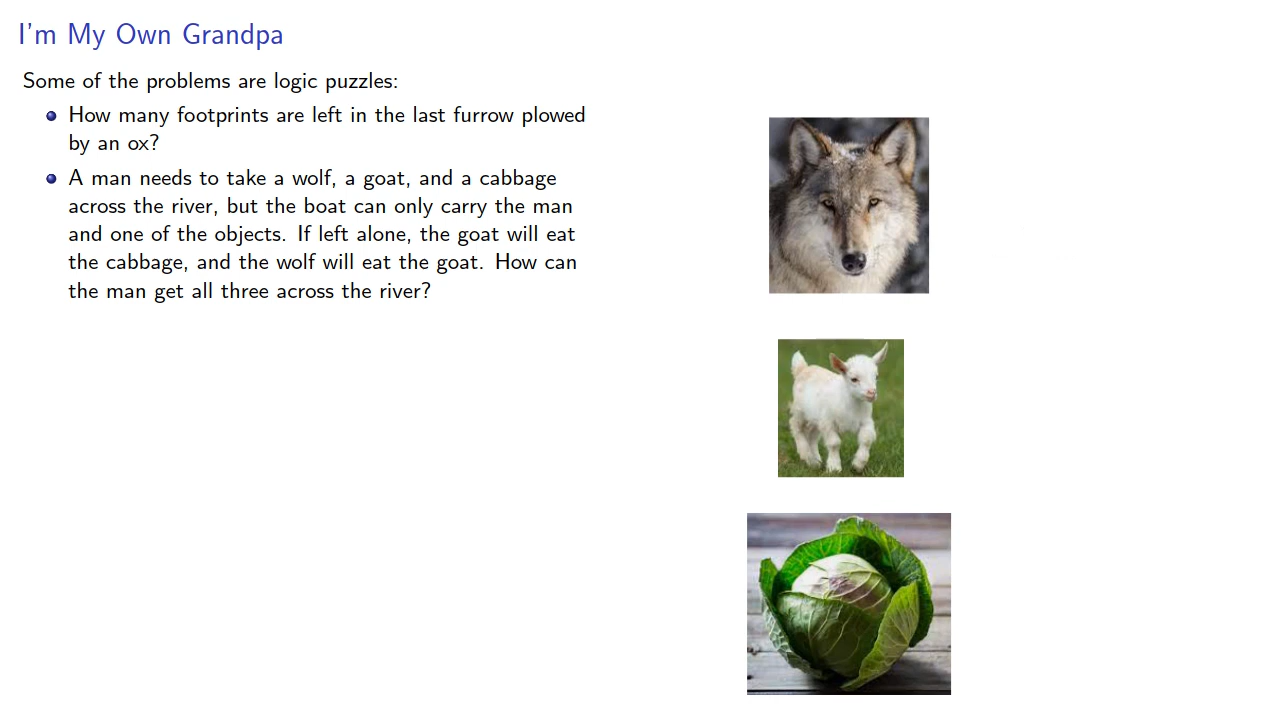 I'm My Own Grandpa
Some of the problems are logic puzzles:
How many footprints are left in the last furrow plowed
by an ox?
A man needs to take a wolf, a goat, and a cabbage
across the river, but the boat can only carry the man
and one of the objects. If left alone, the goat will eat
the cabbage, and the wolf will eat the goat. How can
the man get all three across the river?